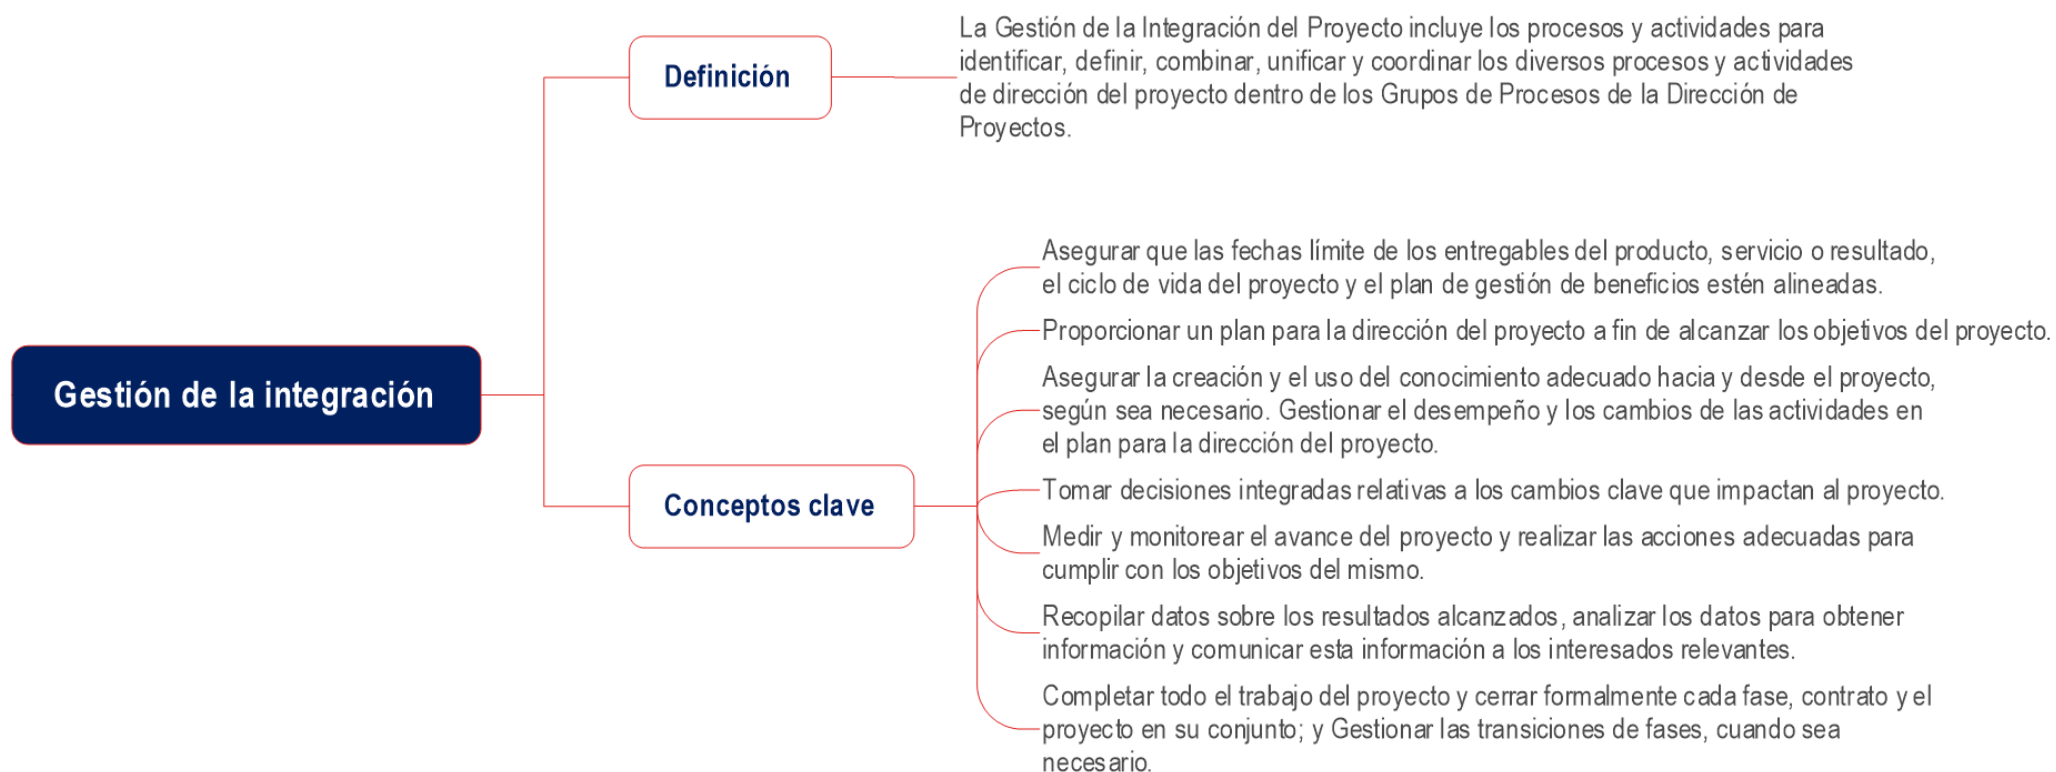 Gestión de la integración
Definición
La Gestión de la Integración del Proyecto incluye los procesos y actividades para
identificar, definir, combinar, unificar y coordinar los diversos procesos y actividades
de dirección del proyecto dentro de los Grupos de Procesos de la Dirección de
Proyectos.
Conceptos clave
Asegurar que las fechas límite de los entregables del producto, servicio o resultado,
el ciclo de vida del proyecto y el plan de gestión de beneficios estén alineadas.
Proporcionar un plan para la dirección del proyecto a fin de alcanzar los objetivos del proyecto.
Asegurar la creación y el uso del conocimiento adecuado hacia y desde el proyecto,
según sea necesario. Gestionar el desempeño y los cambios de las actividades en
el plan para la dirección del proyecto.
Tomar decisiones integradas relativas a los cambios clave que impactan al proyecto.
Medir y monitorear el avance del proyecto y realizar las acciones adecuadas para
cumplir con los objetivos del mismo.
Recopilar datos sobre los resultados alcanzados, analizar los datos para obtener
información y comunicar esta información a los interesados relevantes.
Completar todo el trabajo del proyecto y cerrar formalmente cada fase, contrato y el
proyecto en su conjunto; y Gestionar las transiciones de fases, cuando sea
necesario.